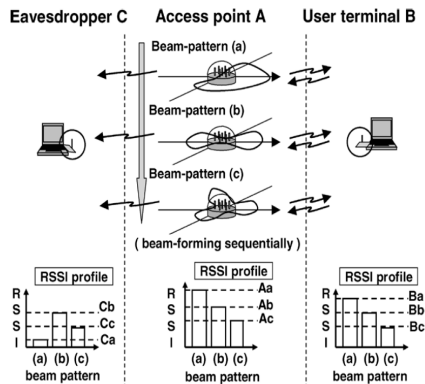 Eavesdropper C
Access point A
User terminal B
Beam-pattern (a)
Beam-pattern (b)
Beam-pattern (c)
( beam-forming sequentially )
RSSI profile
R
S
S
I
Cb
Cc
Ca
(a) (b) (c)
beam pattern
RSSI profile
R
S
S
I
Aa
Ab
Ac
(a) (b) (c)
beam pattern
RSSI profile
R
S
S
I
Ba
Bb
Bc
(a) (b) (c)
beam pattern